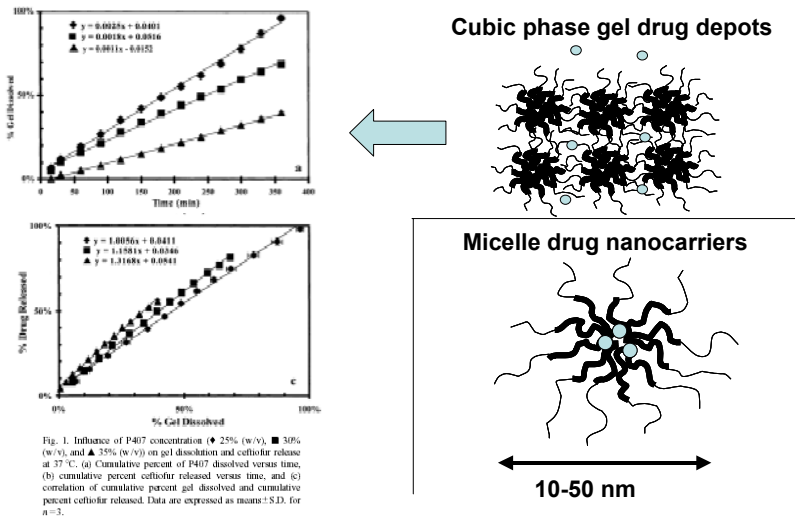 Cubic phase gel drug depots
100%
50%
0%
% Gel Dissolved
y = 0.0025x + 0.0401
y = 0.0018x + 0.0516
y = 0.0011x - 0.0152
a
0 50 100 150 200 250 300 350 400
Time (min)
Micelle drug nanocarriers
100%
50%
0%
% Drug Released
y = 1.0056x + 0.0411
y = 1.1581x + 0.0346
y = 1.3168x + 0.0541
c
0% 50% 100%
% Gel Dissolved
10-50 nm
Fig. 1. Influence of P407 concentration (♦ 25% (w/v), ■ 30%
(w/v), and ▲ 35% (w/v)) on gel dissolution and ceftiofur release
at 37 °C. (a) Cumulative percent of P407 dissolved versus time,
(b) cumulative percent ceftiofur released versus time, and (c)
correlation of cumulative percent gel dissolved and cumulative
percent ceftiofur released. Data are expressed as means±S.D. for
n=3.